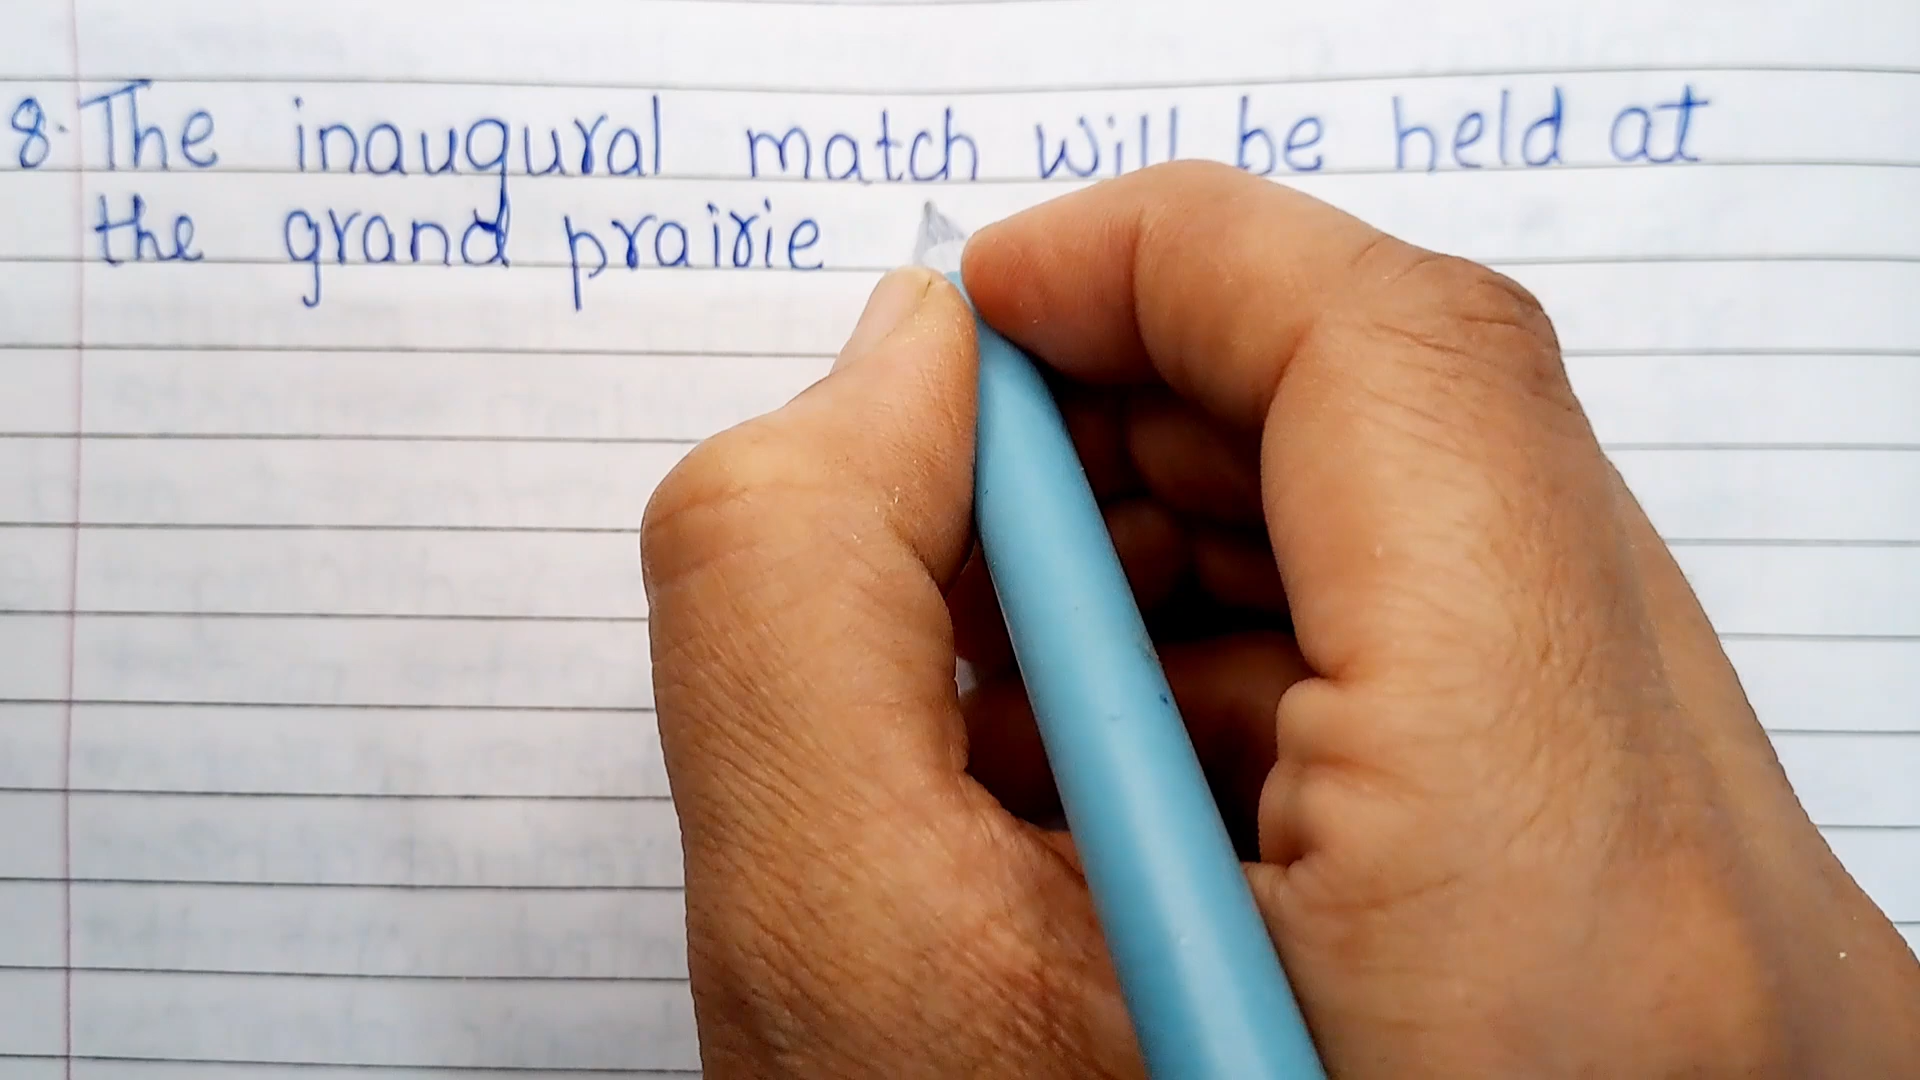 8. The inaugural match will be held at
the grand prairie